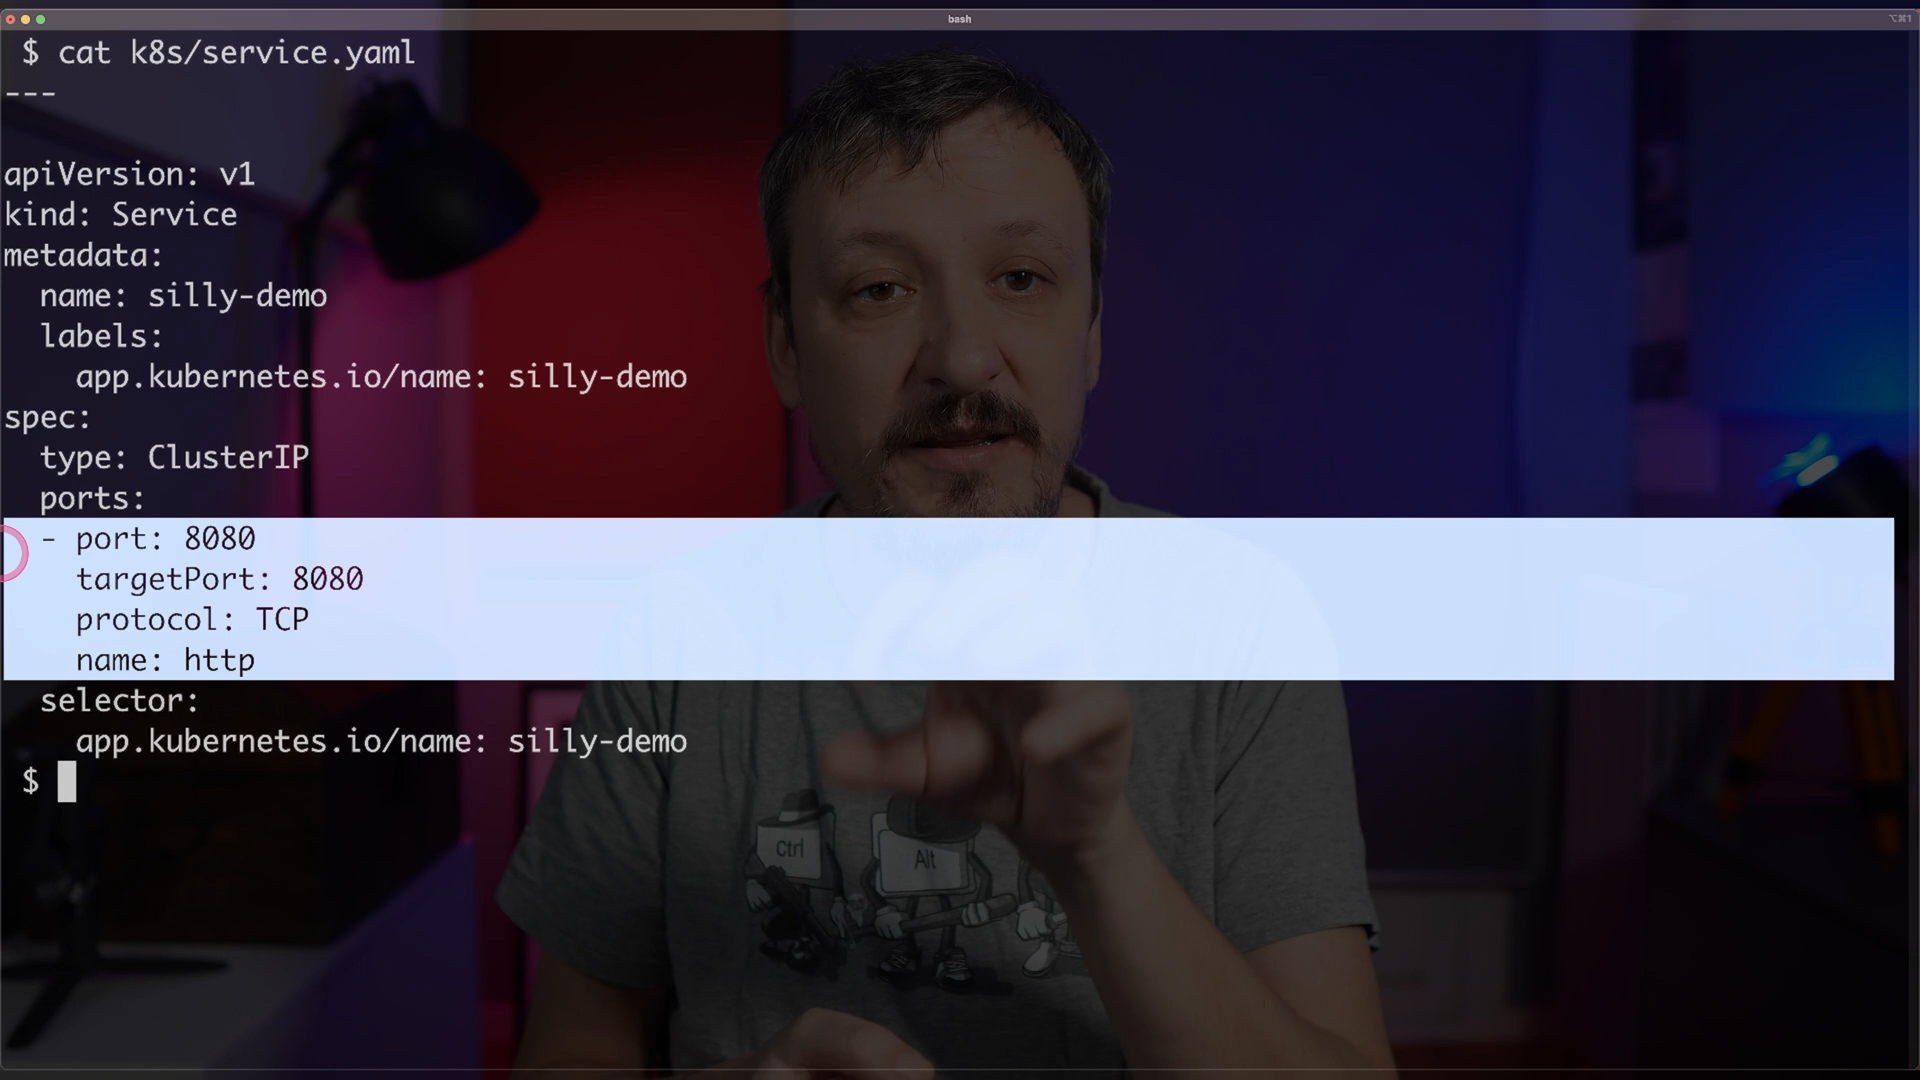 bash
⌥⌘1
$ cat k8s/service.yaml
---
apiVersion: v1
kind: Service
metadata:
  name: silly-demo
  labels:
    app.kubernetes.io/name: silly-demo
spec:
  type: ClusterIP
  ports:
  - port: 8080
    targetPort: 8080
    protocol: TCP
    name: http
  selector:
    app.kubernetes.io/name: silly-demo
$
Ctrl
Alt